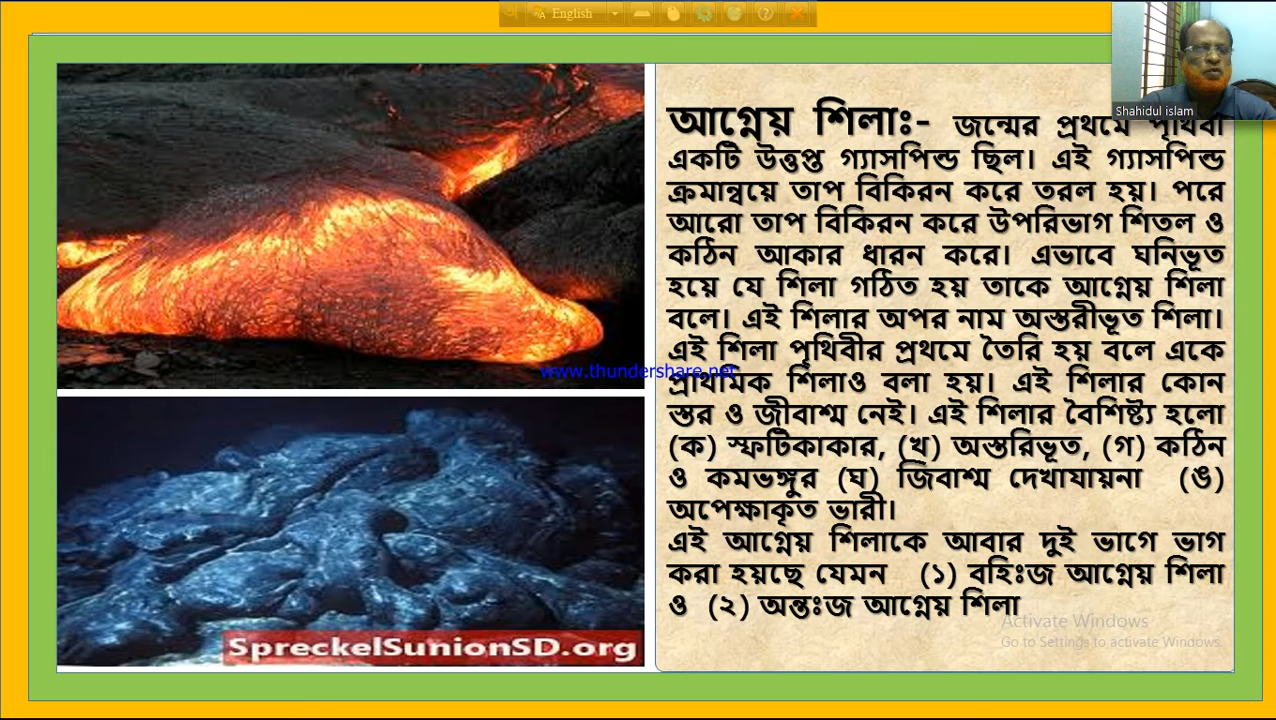 English
Shahidul islam
আগ্নেয় শিলাঃ- জন্মের প্রথমে পৃথিবী
একটি উত্তপ্ত গ্যাসপিন্ড ছিল। এই গ্যাসপিন্ড
ক্রমান্বয়ে তাপ বিকিরন করে তরল হয়। পরে
আরো তাপ বিকিরন করে উপরিভাগ শিতল ও
কঠিন আকার ধারন করে। এভাবে ঘনিভূত
হয়ে যে শিলা গঠিত হয় তাকে আগ্নেয় শিলা
বলে। এই শিলার অপর নাম অস্তরীভূত শিলা।
এই শিলা পৃথিবীর প্রথমে তৈরি হয় বলে একে
প্রাথমিক শিলাও বলা হয়। এই শিলার কোন
স্তর ও জীবাশ্ম নেই। এই শিলার বৈশিষ্ট্য হলো
(ক) স্ফটিকাকার, (খ) অস্তরিভূত, (গ) কঠিন
ও কমভঙ্গুর (ঘ) জিবাশ্ম দেখাযায়না (ঙ)
অপেক্ষাকৃত ভারী।
এই আগ্নেয় শিলাকে আবার দুই ভাগে ভাগ
করা হয়ছে যেমন (১) বহিঃজ আগ্নেয় শিলা
ও (২) অন্তঃজ আগ্নেয় শিলা
www.thundershare.net
SpreckelSunionSD.org
Activate Windows
Go to Settings to activate Windows.